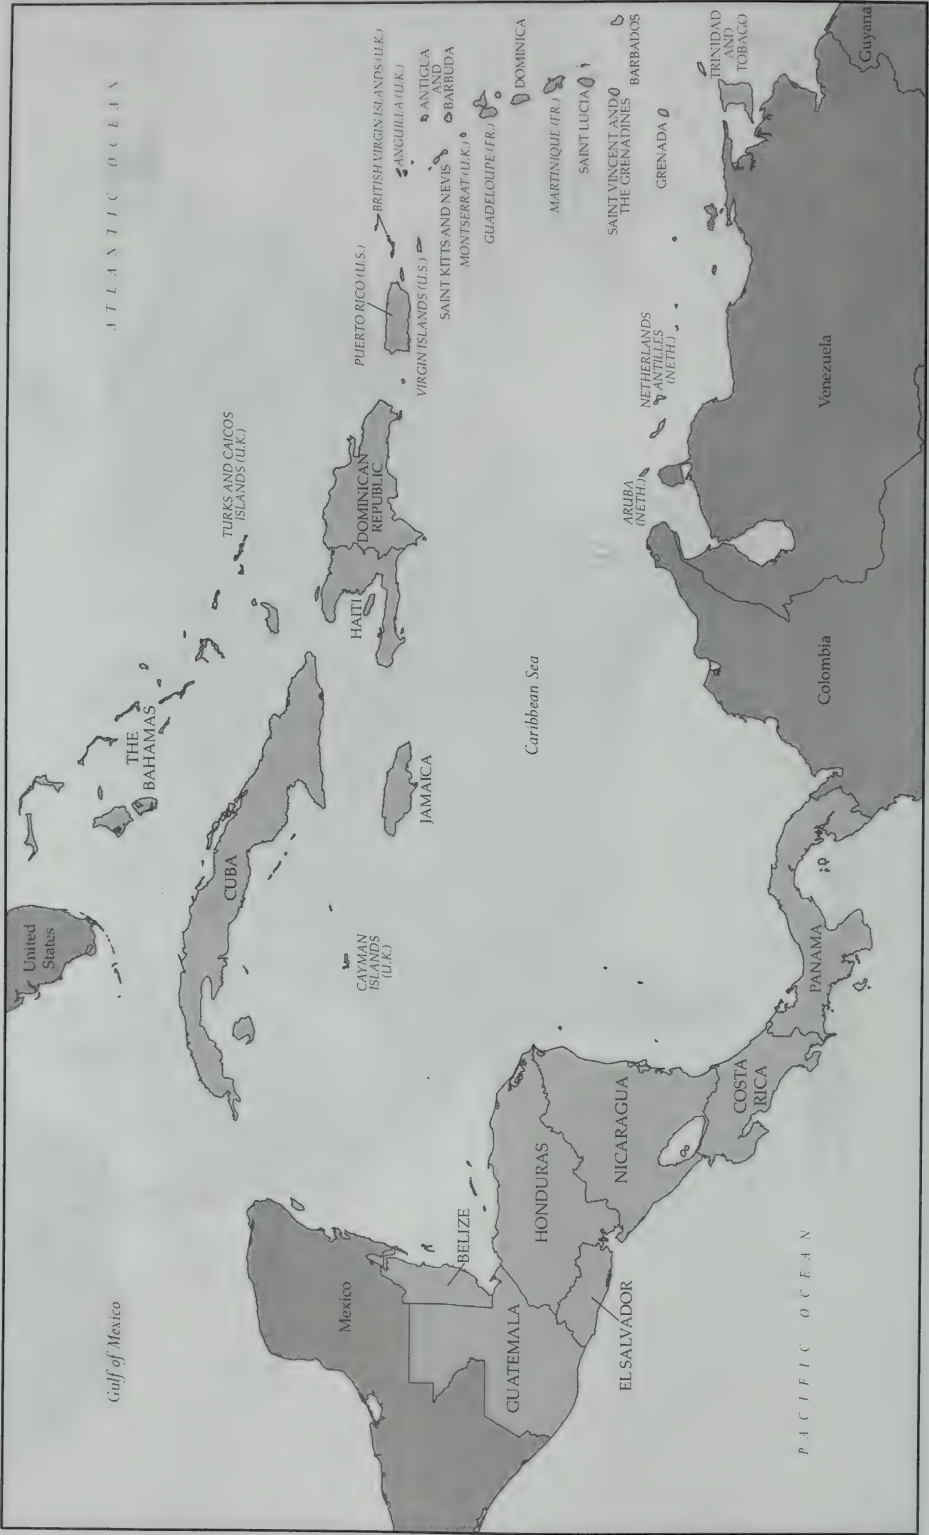 ATLANTIC OCEAN
Gulf of Mexico
United
States
THE
BAHAMAS
TURKS AND CAICOS
ISLANDS (U.K.)
CUBA
Mexico
CAYMAN
ISLANDS
(U.K.)
JAMAICA
HAITI
DOMINICAN
REPUBLIC
PUERTO RICO (U.S.)
BRITISH VIRGIN ISLANDS (U.K.)
ANGUILLA (U.K.)
VIRGIN ISLANDS (U.S.)
ANTIGUA
AND
BARBUDA
SAINT KITTS AND NEVIS
MONTSERRAT (U.K.)
GUADELOUPE (FR.)
DOMINICA
BELIZE
GUATEMALA
HONDURAS
Caribbean Sea
MARTINIQUE (FR.)
SAINT LUCIA
BARBADOS
SAINT VINCENT AND
THE GRENADINES
GRENADA
EL SALVADOR
NICARAGUA
ARUBA
(NETH.)
NETHERLANDS
ANTILLES
(NETH.)
TRINIDAD
AND
TOBAGO
COSTA
RICA
PACIFIC OCEAN
PANAMA
Colombia
Venezuela
Guyana